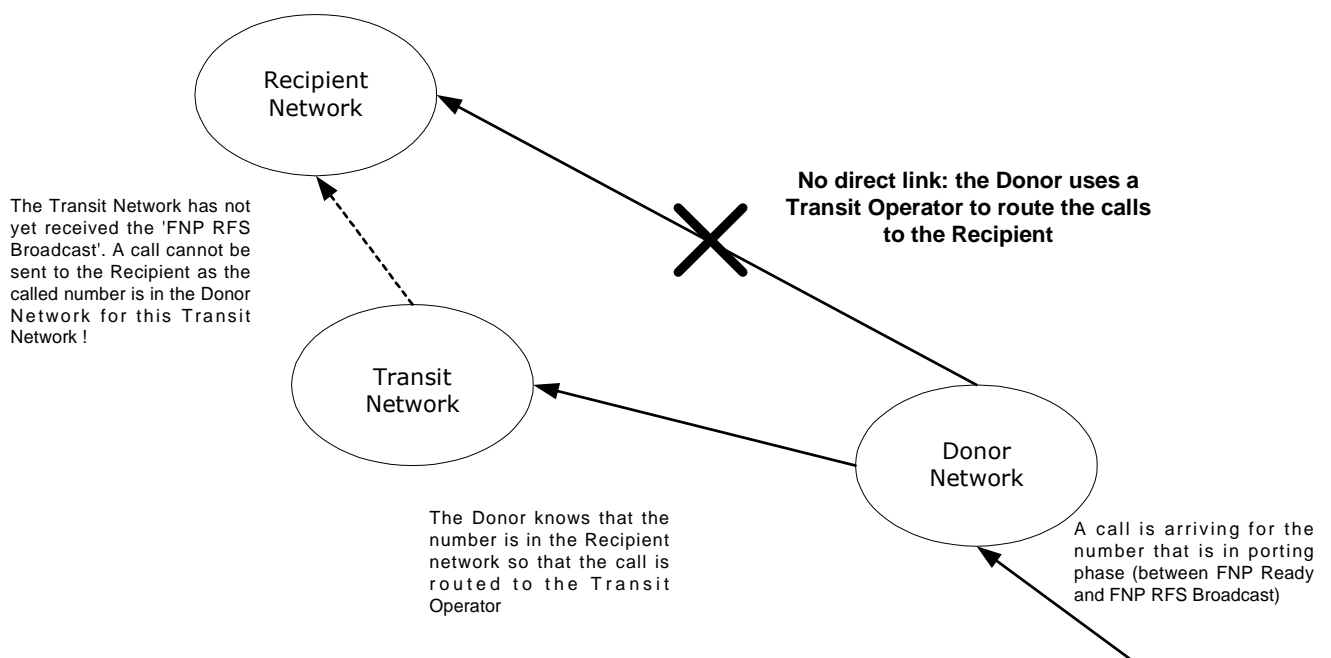 Recipient
Network
No direct link: the Donor uses a
Transit Operator to route the calls
to the Recipient
The Transit Network has not
yet received the 'FNP RFS
Broadcast'. A call cannot be
sent to the Recipient as the
called number is in the Donor
Network for this Transit
Network !
Transit
Network
Donor
Network
The Donor knows that the
number is in the Recipient
network so that the call is
routed to the Transit
Operator
A call is arriving for the
number that is in porting
phase (between FNP Ready
and FNP RFS Broadcast)